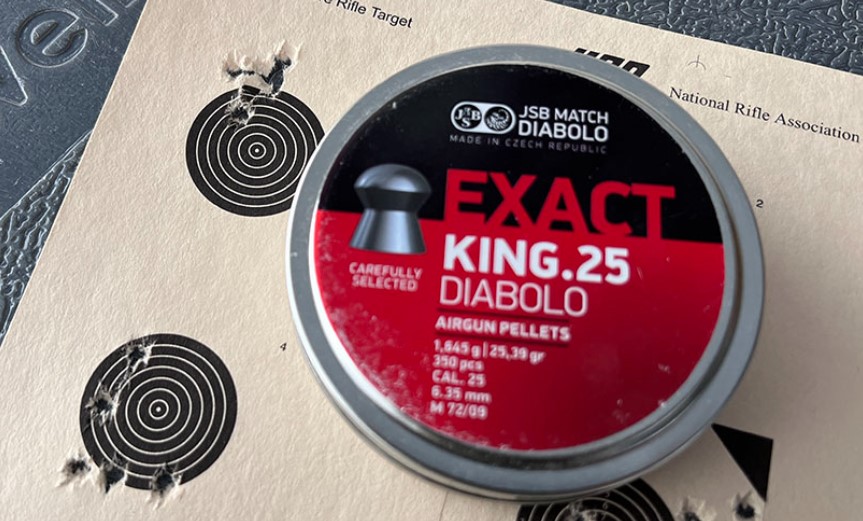 e Rifle Target
National Rifle Association
2
4
JSB
JSB MATCH
DIABOLO
MADE IN CZECH REPUBLIC
EXACT
KING.25
DIABOLO
CAREFULLY
SELECTED
AIRGUN PELLETS
1,645 g | 25,39 gr
350 pcs
CAL. 25
6.35 mm
M 72/09